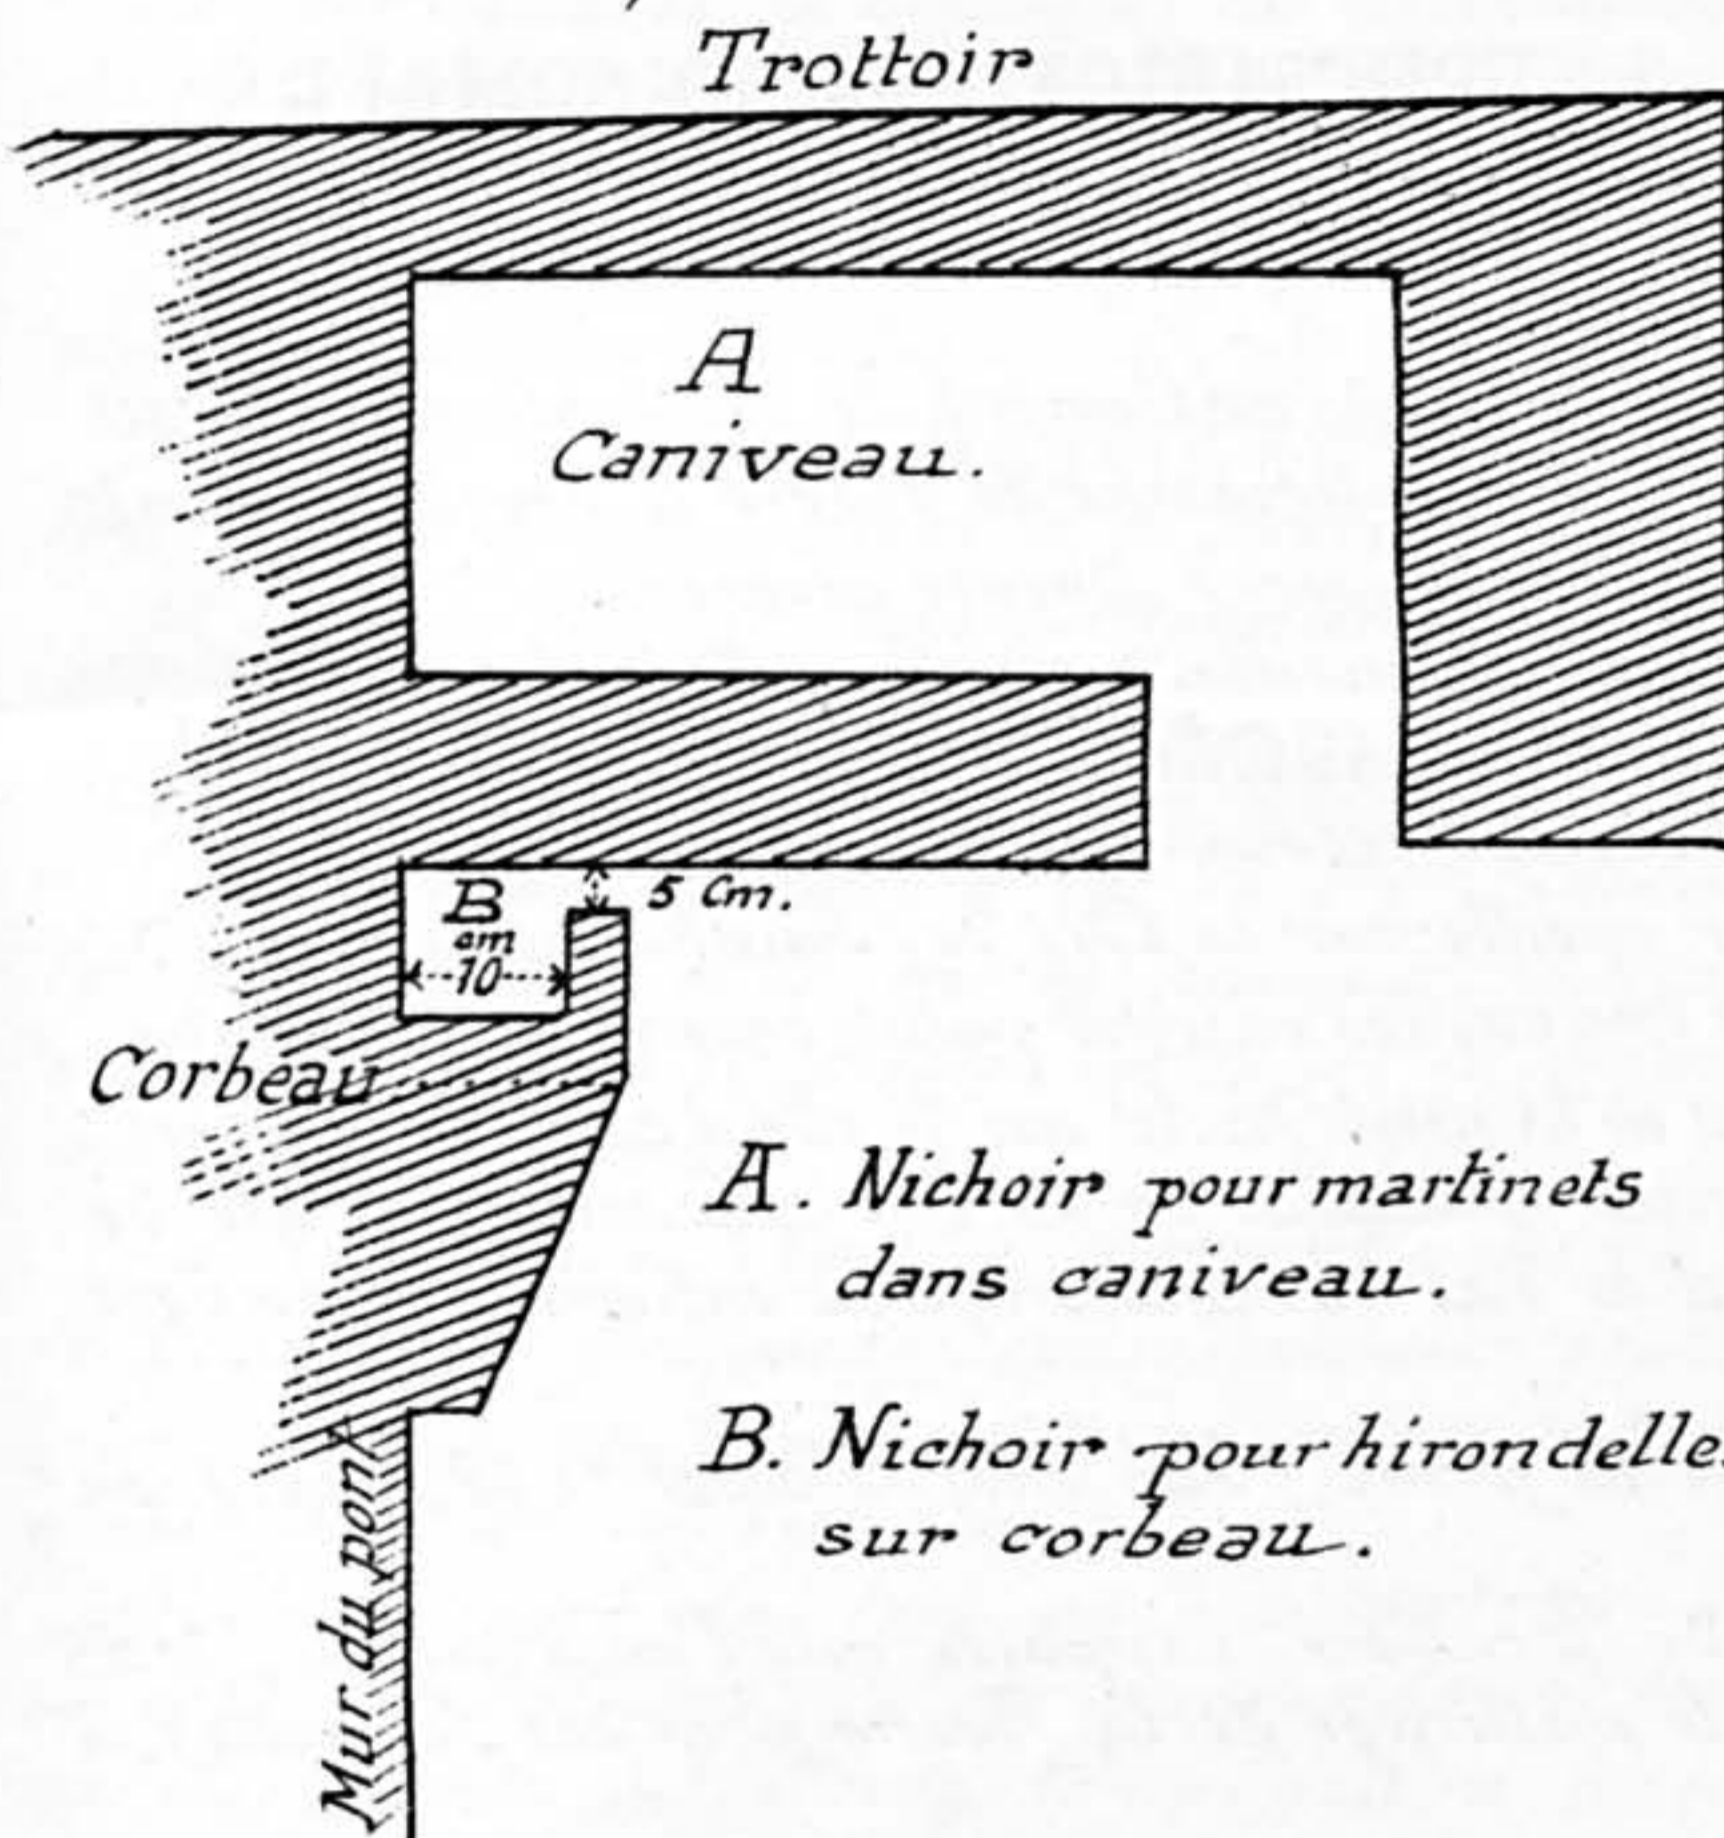 Trottoir
A
Caniveau.
B
5 Cm.
cm
10
Corbeau
A. Nichoir pour martinets
dans caniveau.
B. Nichoir pour hirondelles
sur corbeau.
Mur du pont